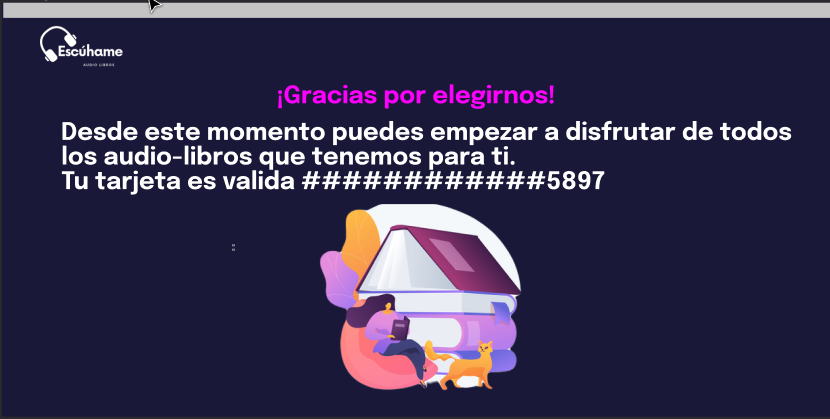 Escúhame
AUDIO LIBROS
¡Gracias por elegirnos!
Desde este momento puedes empezar a disfrutar de todos
los audio-libros que tenemos para ti.
Tu tarjeta es valida ############5897